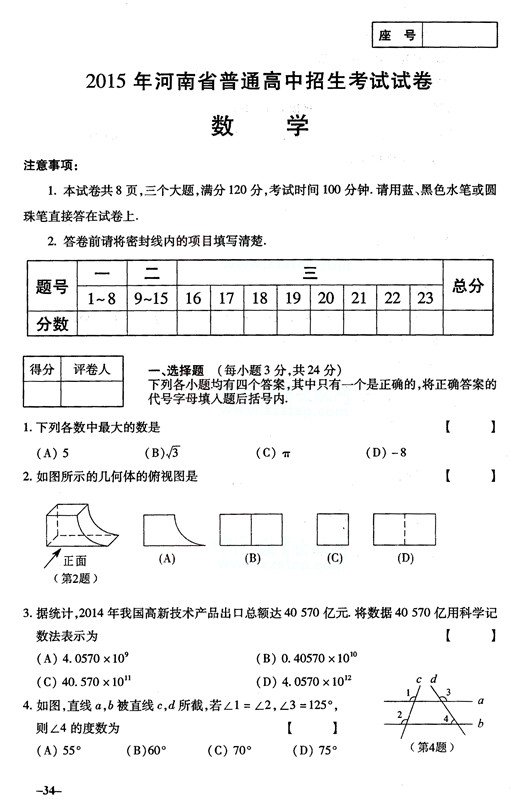 座 号
2015 年河南省普通高中招生考试试卷
数 学
注意事项:
1. 本试卷共 8 页,三个大题,满分 120 分,考试时间 100 分钟. 请用蓝、黑色水笔或圆
珠笔直接答在试卷上.
2. 答卷前请将密封线内的项目填写清楚.
题号 一 二 三 总分
1~8 9~15 16 17 18 19 20 21 22 23
分数
得分 评卷人
一、选择题 (每小题 3 分,共 24 分)
下列各小题均有四个答案,其中只有一个是正确的,将正确答案的
代号字母填入题后括号内.
1. 下列各数中最大的数是 【 】
(A) 5 (B)√3 (C) π (D) -8
2. 如图所示的几何体的俯视图是 【 】
正面
(第2题)
(A) (B) (C) (D)
3. 据统计,2014 年我国高新技术产品出口总额达 40 570 亿元. 将数据 40 570 亿用科学记
数法表示为 【 】
(A) 4.0570 × 10⁹ (B) 0.40570 × 10¹⁰
(C) 40.570 × 10¹¹ (D) 4.0570 × 10¹²
4. 如图,直线 a,b 被直线 c,d 所截,若∠1 = ∠2,∠3 = 125°,
则∠4 的度数为 【 】
(A) 55° (B)60° (C) 70° (D) 75°
c d
1 3 a
2 4 b
(第4题)
-34-